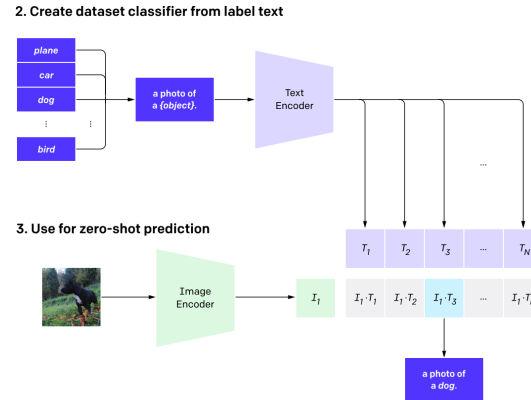 2. Create dataset classifier from label text
plane
car
dog
⋮
⋮
bird
a photo of
a {object}.
Text
Encoder
...
3. Use for zero-shot prediction
T1
T2
T3
...
TN
Image
Encoder
I1
I1·T1
I1·T2
I1·T3
...
a photo of
a dog.